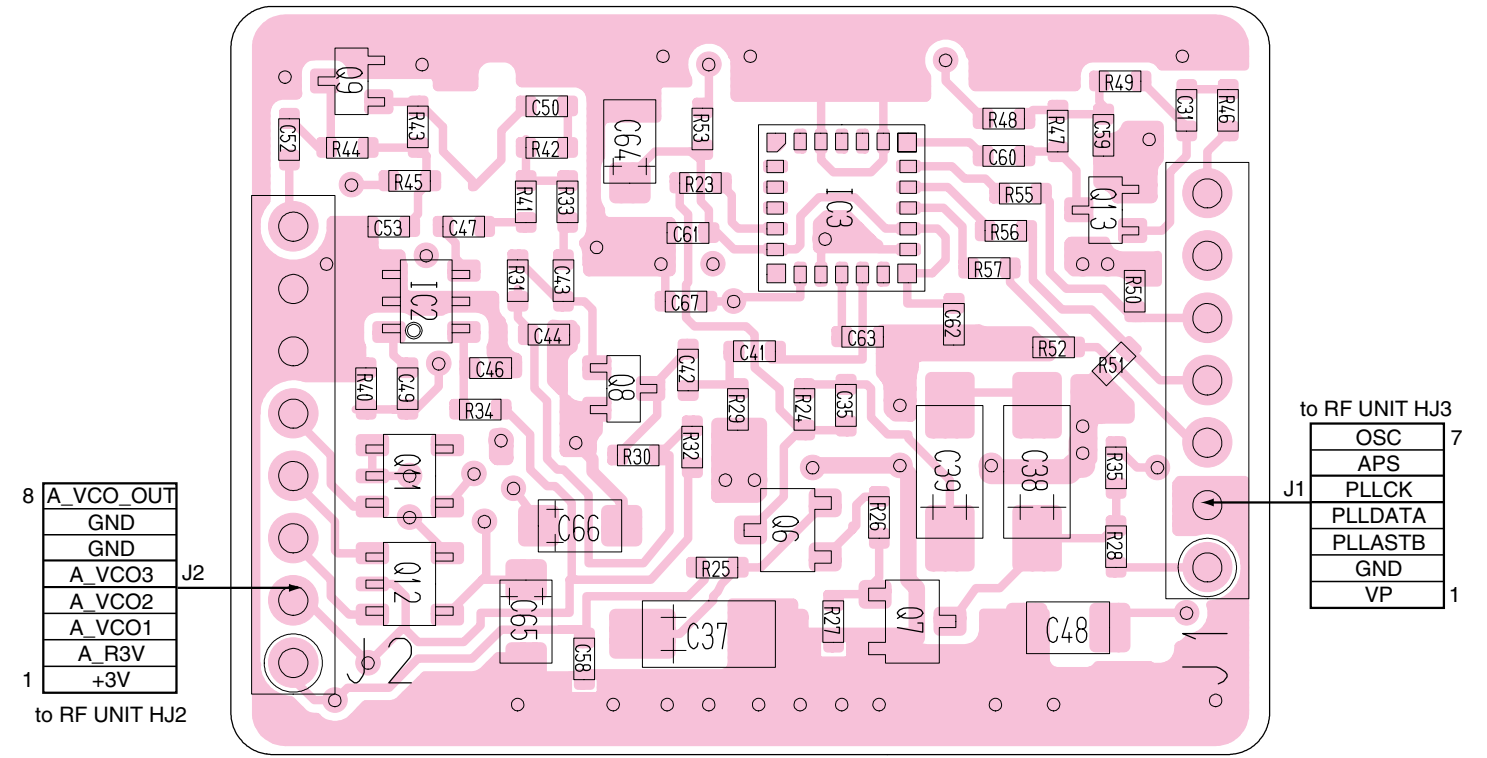 R49
Q9
C50
C31
R46
R43
C64
R53
R48
R47
C59
C52
R44
R42
C60
R45
R23
R55
R41
R33
IC3
Q13
C53
C47
C61
R56
R57
R31
C43
R50
IC2
C67
C62
C44
C63
C41
R52
C46
C42
R51
R40
C49
Q8
R34
R29
R24
C35
to RF UNIT HJ3
OSC 7
APS
J1 PLLCK
PLLDATA
PLLASTB
GND
VP 1
R32
R30
Q11
C39
C38
R35
8 A_VCO_OUT
GND
GND
A_VCO3 J2
A_VCO2
A_VCO1
A_R3V
1 +3V
to RF UNIT HJ2
C66
Q6
R26
R28
R25
Q12
C65
C37
R27
Q7
C48
C58
J2
J1